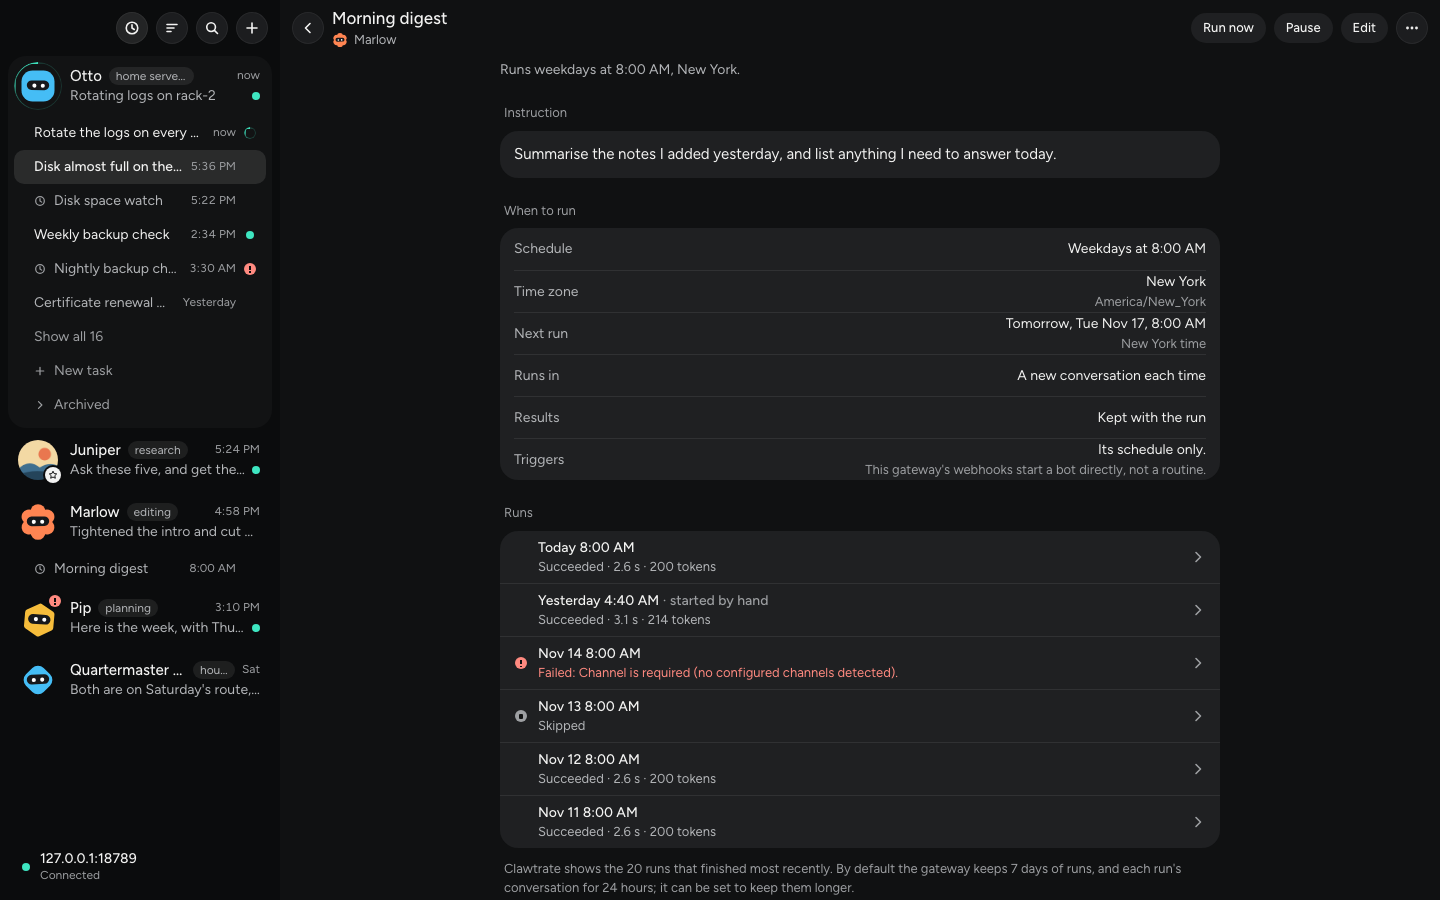 Otto home serve... now
Rotating logs on rack-2
Rotate the logs on every ... now
Disk almost full on the... 5:36 PM
Disk space watch 5:22 PM
Weekly backup check 2:34 PM
Nightly backup ch... 3:30 AM
Certificate renewal ... Yesterday
Show all 16
New task
Archived
Juniper research 5:24 PM
Ask these five, and get the...
Marlow editing 4:58 PM
Tightened the intro and cut ...
Morning digest 8:00 AM
Pip planning 3:10 PM
Here is the week, with Thu...
Quartermaster ... hou... Sat
Both are on Saturday's route,...
127.0.0.1:18789
Connected
Morning digest
Marlow
Run now Pause Edit
Runs weekdays at 8:00 AM, New York.
Instruction
Summarise the notes I added yesterday, and list anything I need to answer today.
When to run
Schedule Weekdays at 8:00 AM
Time zone New York
America/New_York
Next run Tomorrow, Tue Nov 17, 8:00 AM
New York time
Runs in A new conversation each time
Results Kept with the run
Triggers Its schedule only.
This gateway's webhooks start a bot directly, not a routine.
Runs
Today 8:00 AM
Succeeded · 2.6 s · 200 tokens
Yesterday 4:40 AM · started by hand
Succeeded · 3.1 s · 214 tokens
Nov 14 8:00 AM
Failed: Channel is required (no configured channels detected).
Nov 13 8:00 AM
Skipped
Nov 12 8:00 AM
Succeeded · 2.6 s · 200 tokens
Nov 11 8:00 AM
Succeeded · 2.6 s · 200 tokens
Clawtrate shows the 20 runs that finished most recently. By default the gateway keeps 7 days of runs, and each run's
conversation for 24 hours; it can be set to keep them longer.